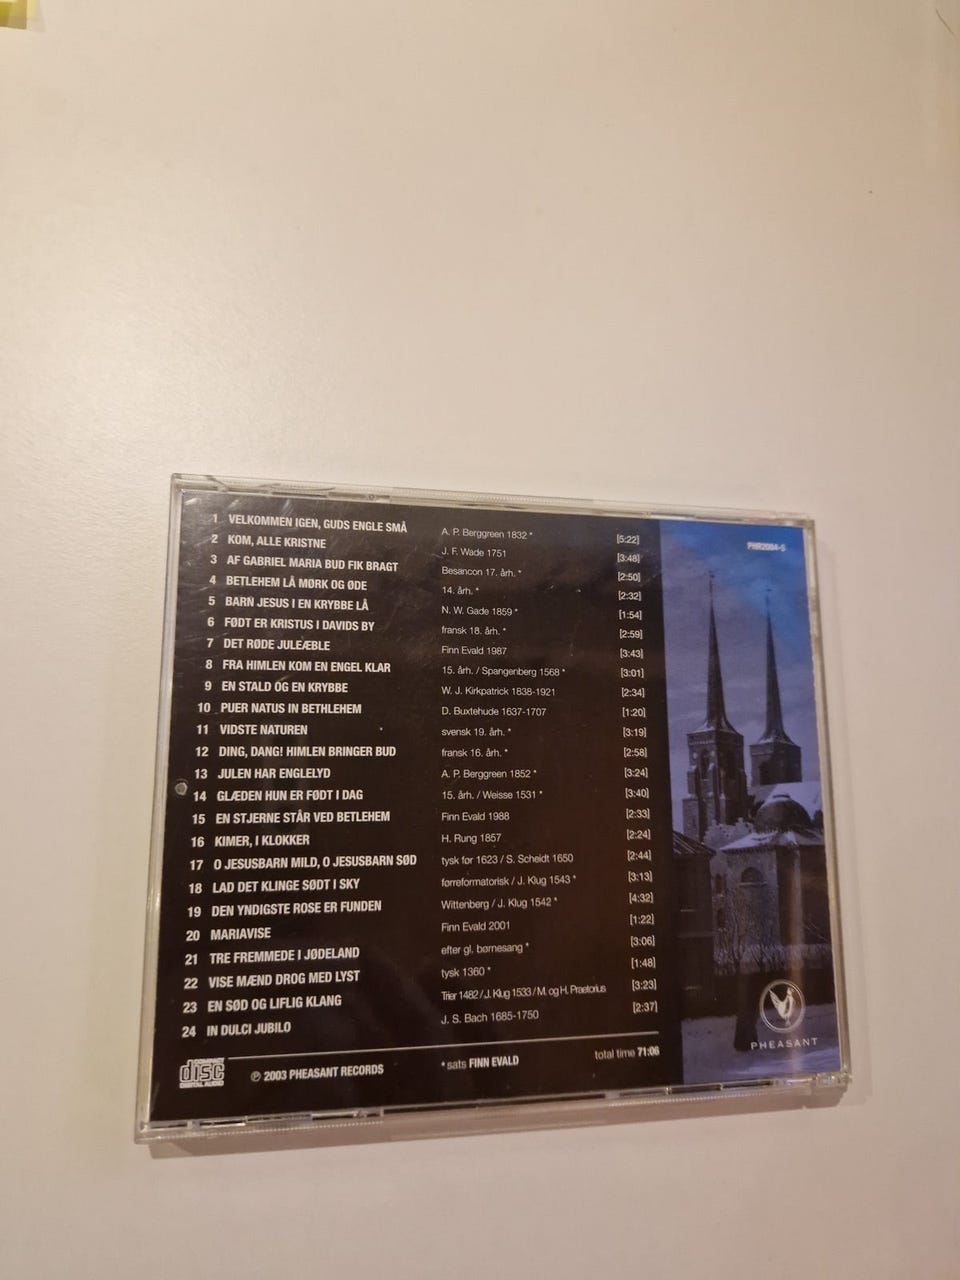 1 VELKOMMEN IGEN, GUDS ENGLE SMÅ A. P. Berggreen 1832 * [5:22]
2 KOM, ALLE KRISTNE J. F. Wade 1751 [3:48]
3 AF GABRIEL MARIA BUD FIK BRAGT Besancon 17. årh. * [2:50]
4 BETLEHEM LÅ MØRK OG ØDE 14. årh. * [2:32]
5 BARN JESUS I EN KRYBBE LÅ N. W. Gade 1859 * [1:54]
6 FØDT ER KRISTUS I DAVIDS BY fransk 18. årh. * [2:59]
7 DET RØDE JULEÆBLE Finn Evald 1987 [3:43]
8 FRA HIMLEN KOM EN ENGEL KLAR 15. årh. / Spangenberg 1568 * [3:01]
9 EN STALD OG EN KRYBBE W. J. Kirkpatrick 1838-1921 [2:34]
10 PUER NATUS IN BETHLEHEM D. Buxtehude 1637-1707 [1:20]
11 VIDSTE NATUREN svensk 19. årh. * [3:19]
12 DING, DANG! HIMLEN BRINGER BUD fransk 16. årh. * [2:58]
13 JULEN HAR ENGLELYD A. P. Berggreen 1852 * [3:24]
14 GLÆDEN HUN ER FØDT I DAG 15. årh. / Weisse 1531 * [3:40]
15 EN STJERNE STÅR VED BETLEHEM Finn Evald 1988 [2:33]
16 KIMER, I KLOKKER H. Rung 1857 [2:24]
17 O JESUSBARN MILD, O JESUSBARN SØD tysk før 1623 / S. Scheidt 1650 [2:44]
18 LAD DET KLINGE SØDT I SKY førreformatorisk / J. Klug 1543 * [3:13]
19 DEN YNDIGSTE ROSE ER FUNDEN Wittenberg / J. Klug 1542 * [4:32]
20 MARIAVISE Finn Evald 2001 [1:22]
21 TRE FREMMEDE I JØDELAND efter gl. børnesang * [3:06]
22 VISE MÆND DROG MED LYST tysk 1360 * [1:48]
23 EN SØD OG LIFLIG KLANG Trier 1482 / J. Klug 1533 / M. og H. Praetorius [3:23]
24 IN DULCI JUBILO J. S. Bach 1685-1750 [2:37]
COMPACT
disc
DIGITAL AUDIO
℗ 2003 PHEASANT RECORDS * sats FINN EVALD total time 71:06
PHR2004-5
PHEASANT